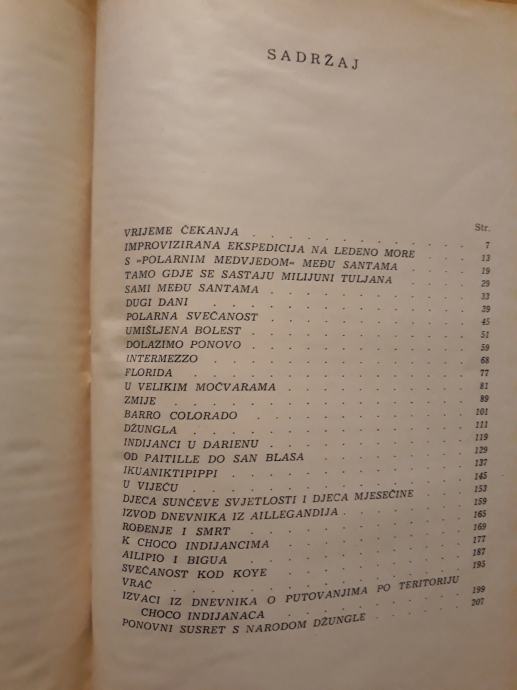 SADRŽAJ
Str.
VRIJEME ČEKANJA . . . . . . . . . . . 7
IMPROVIZIRANA EKSPEDICIJA NA LEDENO MORE 13
S »POLARNIM MEDVJEDOM« MEĐU SANTAMA . . . 19
TAMO GDJE SE SASTAJU MILIJUNI TULJANA . . . 29
SAMI MEĐU SANTAMA . . . . . . . . . . 33
DUGI DANI . . . . . . . . . . . 39
POLARNA SVEČANOST . . . . . . . . . . 45
UMIŠLJENA BOLEST . . . . . . . . . . 51
DOLAZIMO PONOVO . . . . . . . . . . 59
INTERMEZZO . . . . . . . . . . . 68
FLORIDA . . . . . . . . . . . . 77
U VELIKIM MOČVARAMA . . . . . . . . . 81
ZMIJE . . . . . . . . . . . . 89
BARRO COLORADO . . . . . . . . . . 101
DŽUNGLA . . . . . . . . . . . . 111
INDIJANCI U DARIENU . . . . . . . . . 119
OD PAITILLE DO SAN BLASA . . . . . . . 129
IKUANIKTIPIPPI . . . . . . . . . . 137
U VIJEĆU . . . . . . . . . . . 145
DJECA SUNČEVE SVJETLOSTI I DJECA MJESEČINE . . 153
IZVOD DNEVNIKA IZ AILLEGANDIJA . . . . . . 159
ROĐENJE I SMRT . . . . . . . . . . 165
K CHOCO INDIJANCIMA . . . . . . . . . 169
AILIPIO I BIGUA . . . . . . . . . . 177
SVEČANOST KOD KOYE . . . . . . . . . 187
VRAČ . . . . . . . . . . . . 195
IZVACI IZ DNEVNIKA O PUTOVANJIMA PO TERITORIJU
CHOCO INDIJANACA . . . . . . . . . 199
PONOVNI SUSRET S NARODOM DŽUNGLE . . . . 207